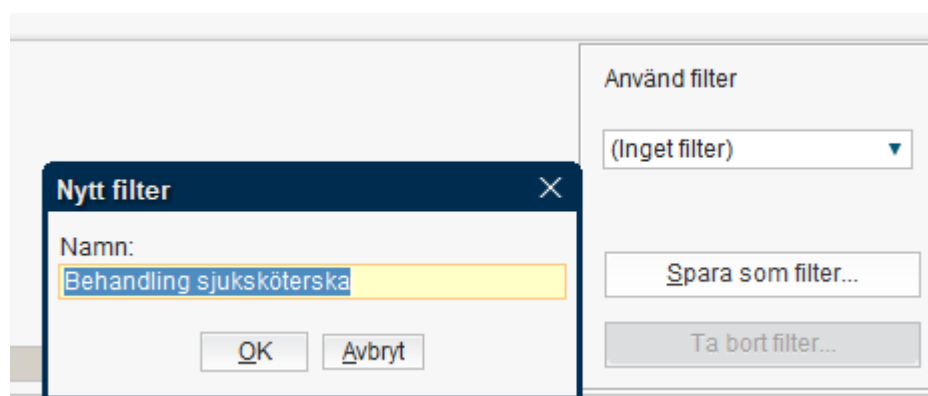 Använd filter
(Inget filter)
Nytt filter
Namn:
Behandling sjuksköterska
OK
Avbryt
Spara som filter...
Ta bort filter...